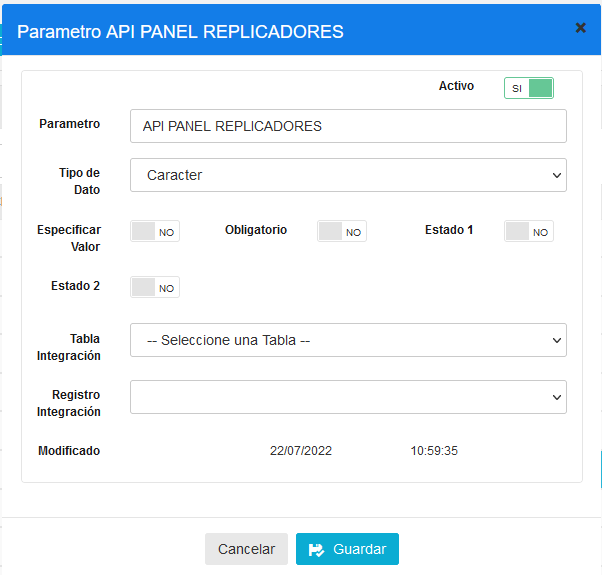 Parametro API PANEL REPLICADORES
Activo SI
Parametro API PANEL REPLICADORES
Tipo de
Dato
Caracter
Especificar
Valor
NO
Obligatorio NO
Estado 1 NO
Estado 2 NO
Tabla
Integración
-- Seleccione una Tabla --
Registro
Integración
Modificado 22/07/2022 10:59:35
Cancelar Guardar